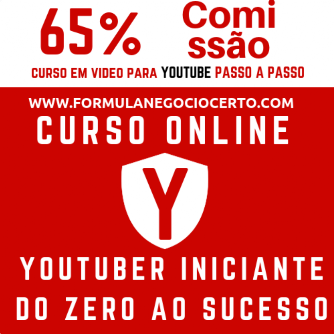 65% Comi
ssão
CURSO EM VIDEO PARA YOUTUBE PASSO A PASSO
WWW.FORMULANEGOCIOCERTO.COM
CURSO ONLINE
Y
YOUTUBER INICIANTE
DO ZERO AO SUCESSO